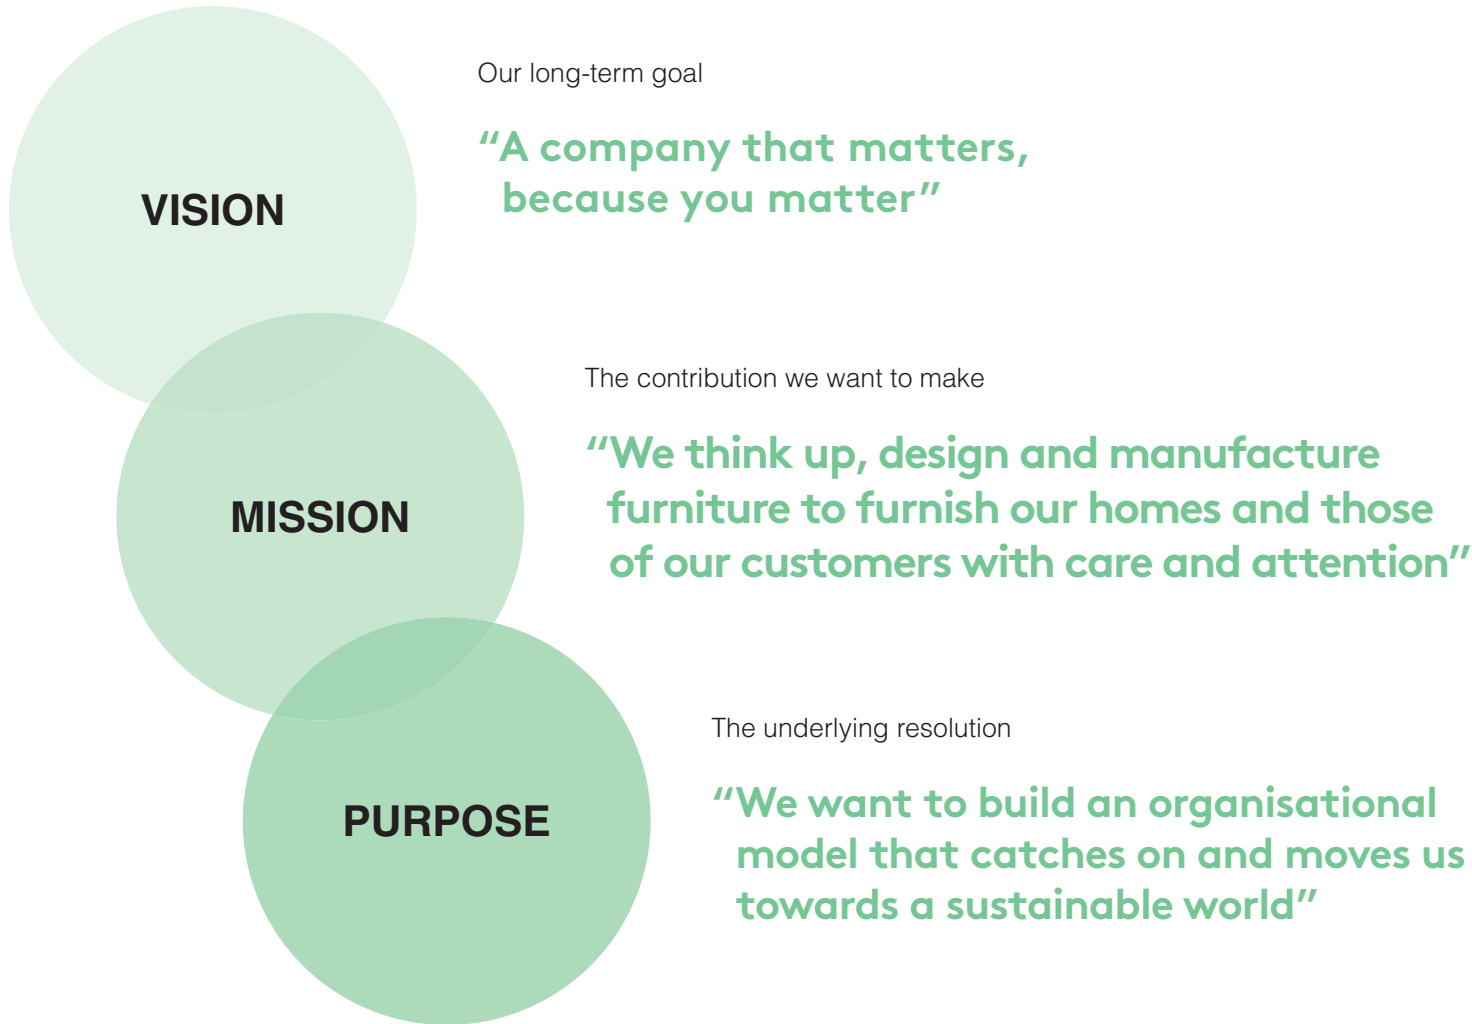 Our long-term goal
“A company that matters,
because you matter”
VISION
The contribution we want to make
“We think up, design and manufacture
furniture to furnish our homes and those
of our customers with care and attention”
MISSION
The underlying resolution
“We want to build an organisational
model that catches on and moves us
towards a sustainable world”
PURPOSE